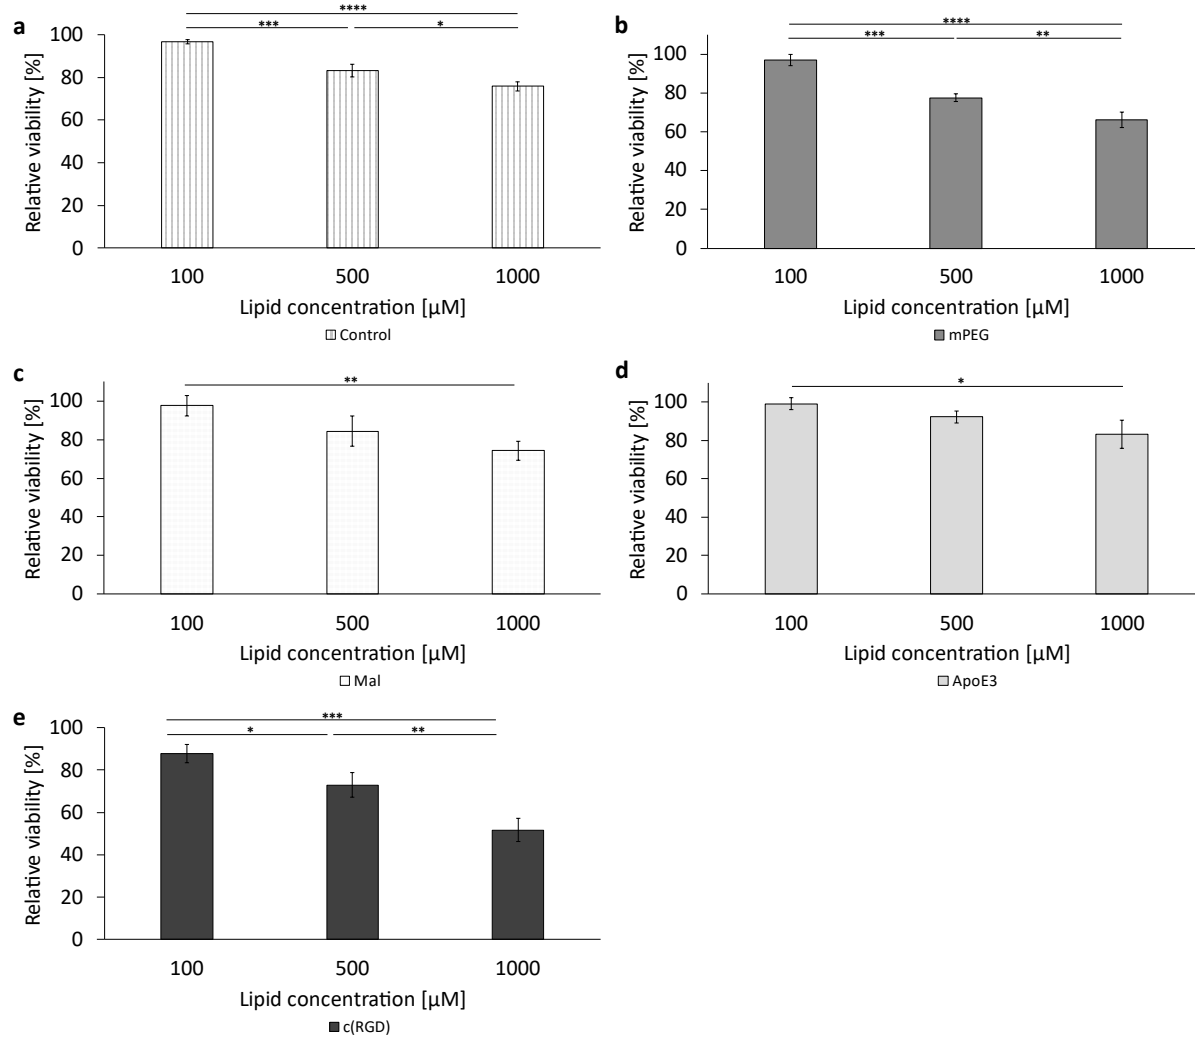 a
****
***
*
100
80
60
40
20
0
Relative viability [%]
100
500
1000
Lipid concentration [µM]
Control
b
****
***
**
100
80
60
40
20
0
Relative viability [%]
100
500
1000
Lipid concentration [µM]
mPEG
c
**
100
80
60
40
20
0
Relative viability [%]
100
500
1000
Lipid concentration [µM]
Mal
d
*
100
80
60
40
20
0
Relative viability [%]
100
500
1000
Lipid concentration [µM]
ApoE3
e
***
*
**
100
80
60
40
20
0
Relative viability [%]
100
500
1000
Lipid concentration [µM]
c(RGD)